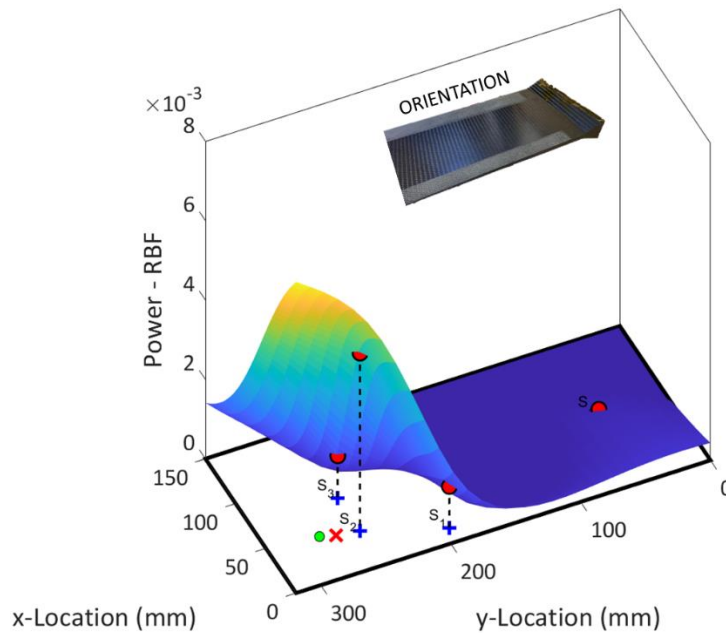 ORIENTATION
×10⁻³
8
6
4
2
0
Power - RBF
S
S₃
S₂
S₁
150
100
50
0
300
200
100
0
x-Location (mm)
y-Location (mm)